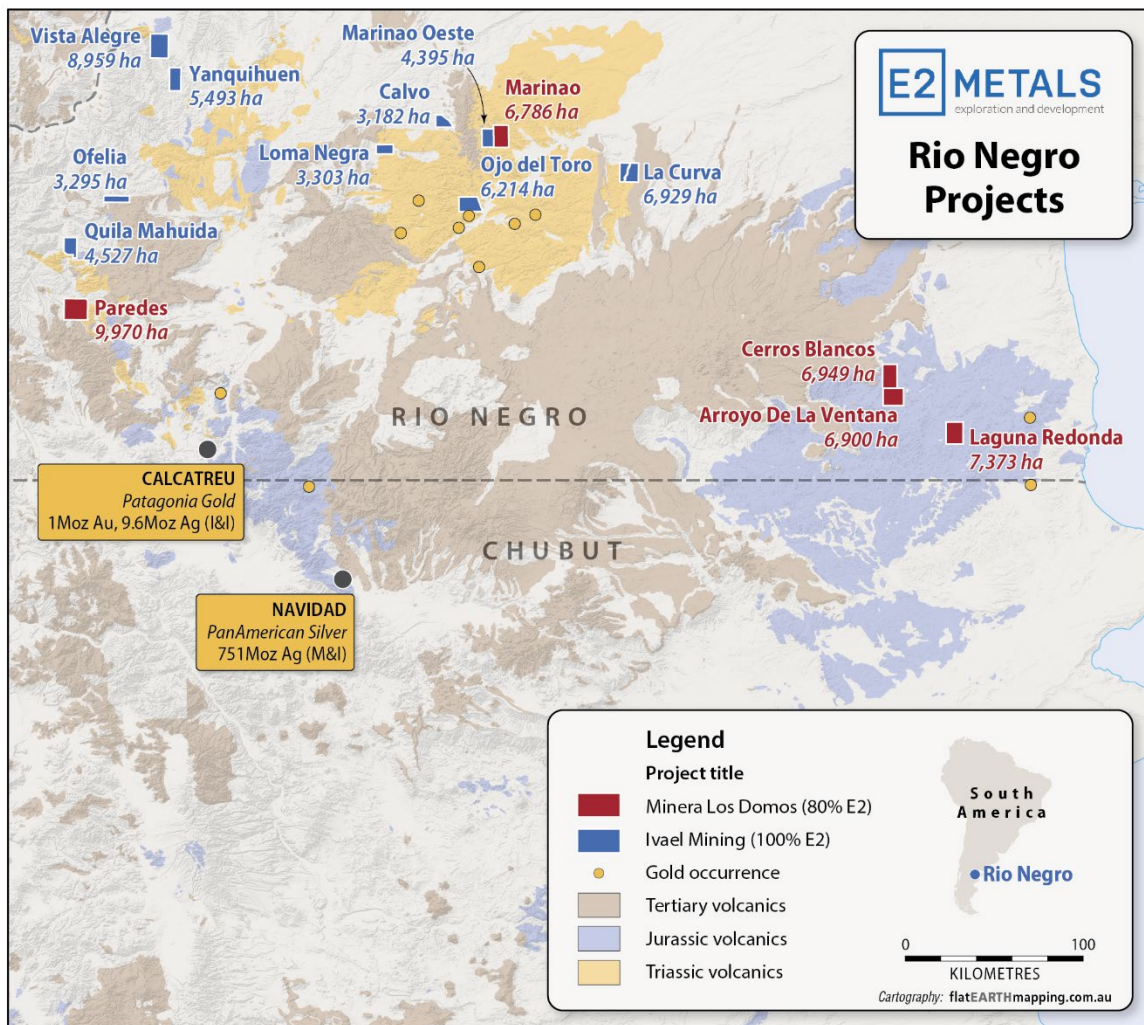 E2 METALS
exploration and development
Rio Negro
Projects
Vista Alegre
8,959 ha
Yanquihuen
5,493 ha
Marinao Oeste
4,395 ha
Marinao
6,786 ha
Calvo
3,182 ha
Ofelia
3,295 ha
Loma Negra
3,303 ha
Ojo del Toro
6,214 ha
La Curva
6,929 ha
Quila Mahuida
4,527 ha
Paredes
9,970 ha
Cerros Blancos
6,949 ha
Arroyo De La Ventana
6,900 ha
Laguna Redonda
7,373 ha
RIO NEGRO
CALCATREU
Patagonia Gold
1Moz Au, 9.6Moz Ag (I&I)
CHUBUT
NAVIDAD
PanAmerican Silver
751Moz Ag (M&I)
Legend
Project title
Minera Los Domos (80% E2)
Ivael Mining (100% E2)
Gold occurrence
Tertiary volcanics
Jurassic volcanics
Triassic volcanics
South
America
Rio Negro
0 100
KILOMETRES
Cartography: flatEARTHmapping.com.au